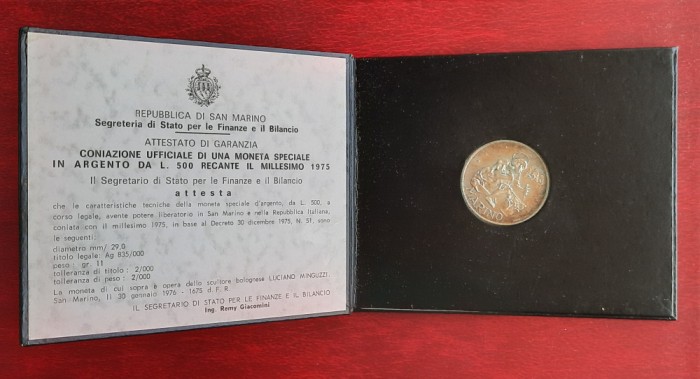 REPUBBLICA DI SAN MARINO
Segreteria di Stato per le Finanze e il Bilancio
ATTESTATO DI GARANZIA
CONIAZIONE UFFICIALE DI UNA MONETA SPECIALE
IN ARGENTO DA L. 500 RECANTE IL MILLESIMO 1975
Il Segretario di Stato per le Finanze e il Bilancio
attesta
che le caratteristiche tecniche della moneta speciale d'argento, da L. 500, a
corso legale, avente potere liberatorio in San Marino e nella Repubblica Italiana,
coniata con il millesimo 1975, in base al Decreto 30 dicembre 1975, N. 51, sono
le seguenti:
diametro mm/ 29,0
titolo legale: Ag 835/000
peso: gr. 11
tolleranza di titolo: 2/000
tolleranza di peso: 2/000
La moneta di cui sopra è opera dello scultore bolognese LUCIANO MINGUZZI.
San Marino, lì 30 gennaio 1976 - 1675 d. F. R.
IL SEGRETARIO DI STATO PER LE FINANZE E IL BILANCIO
Ing. Remy Giacomini
MARINO